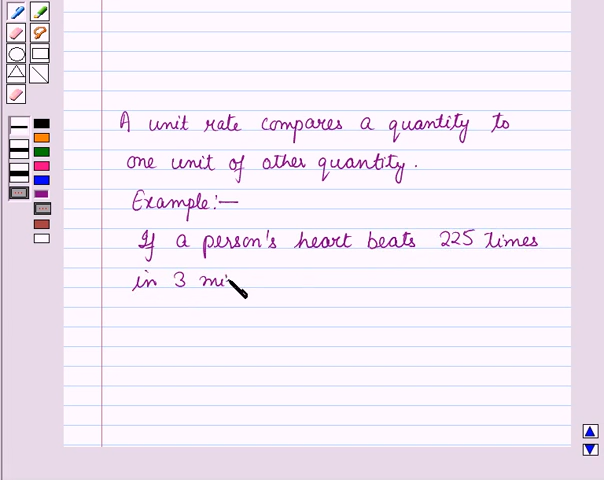 A unit rate compares a quantity to
one unit of other quantity.
Example:—
If a person's heart beats 225 times
in 3 mi